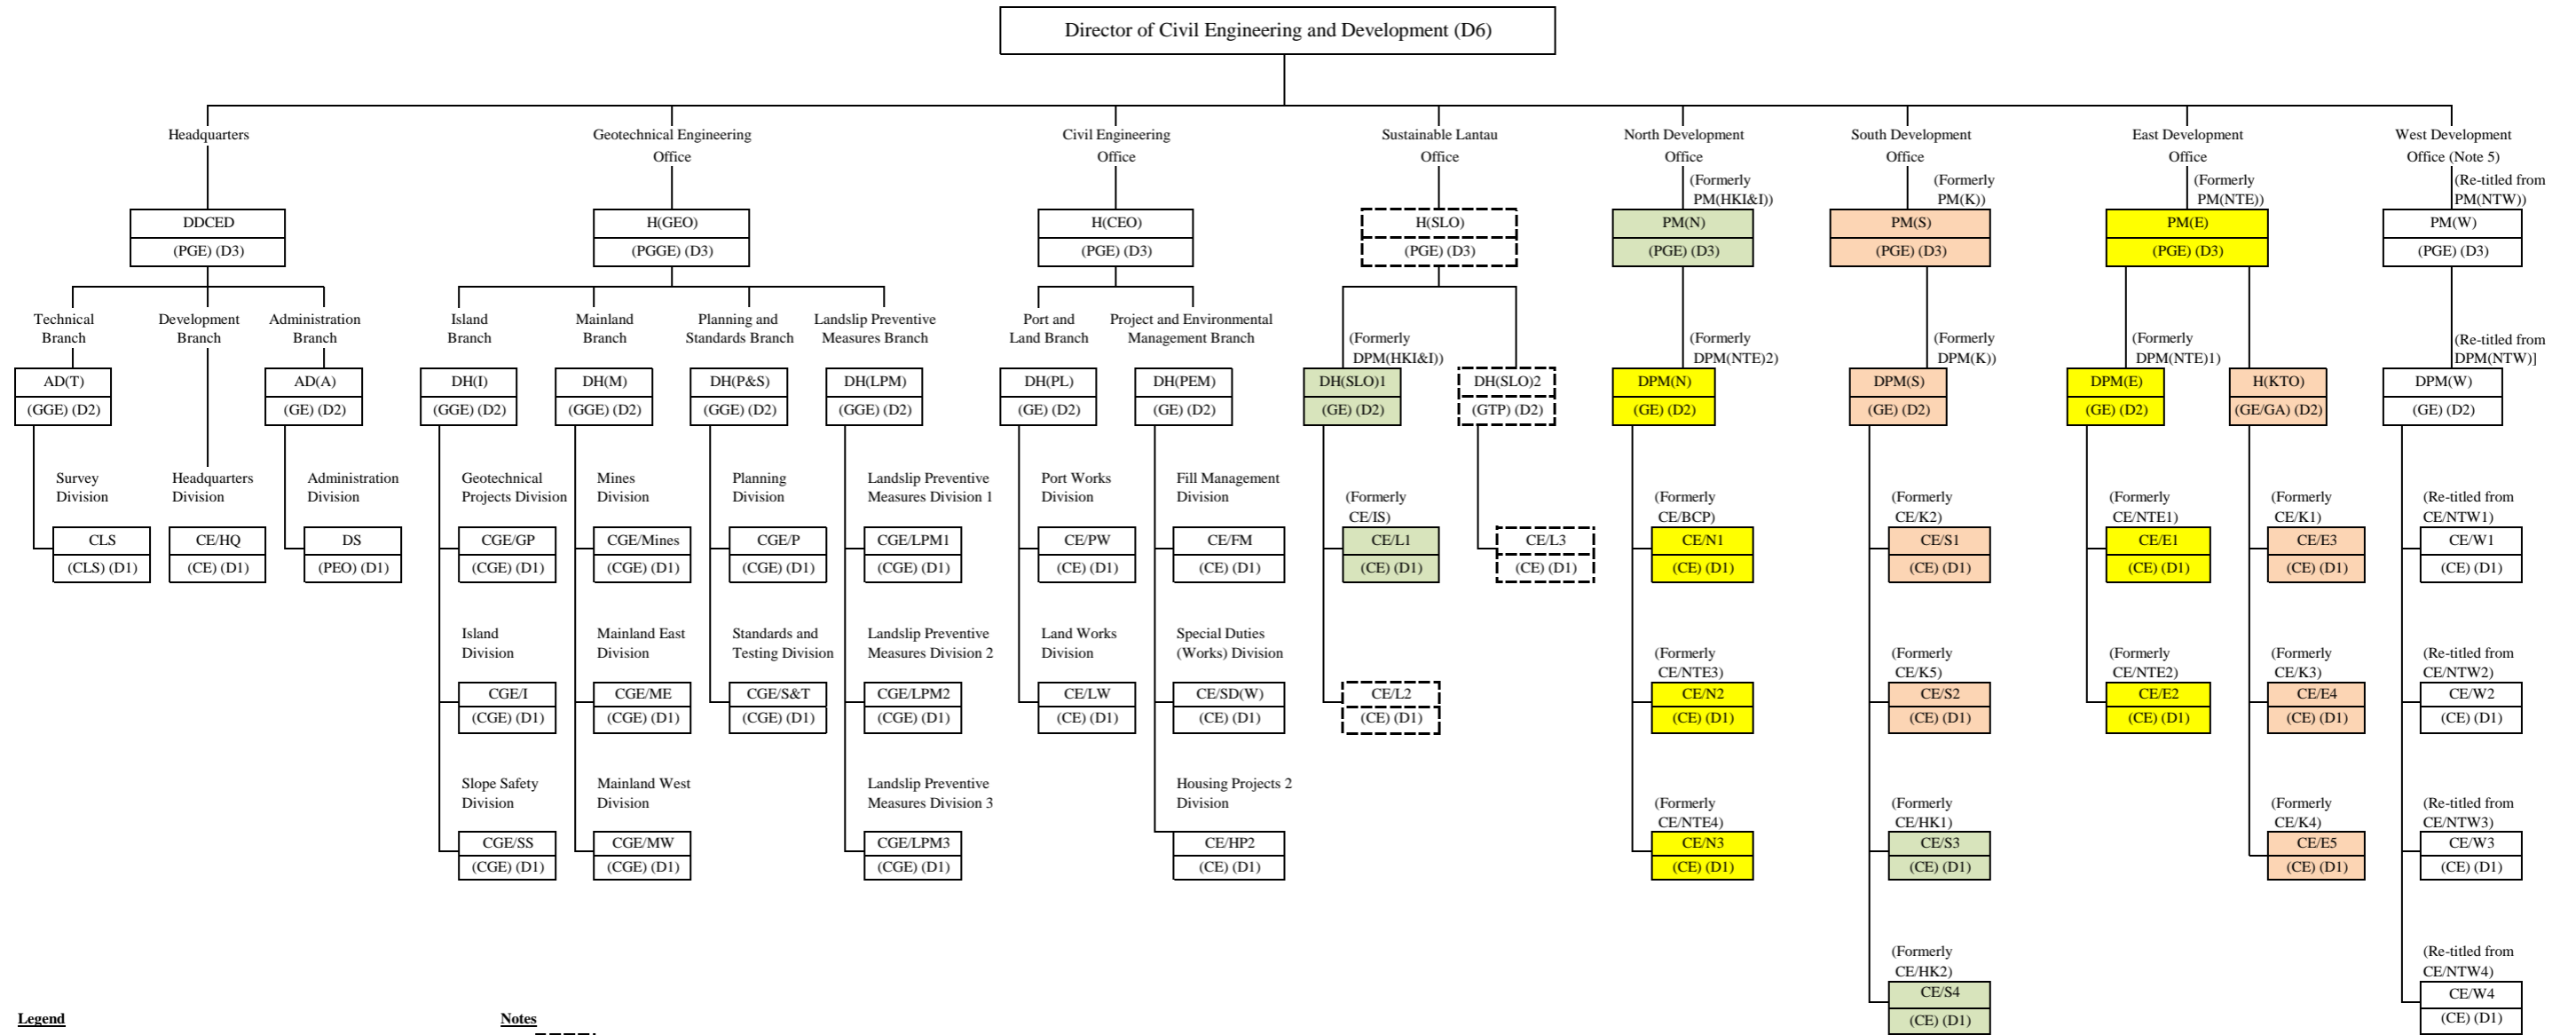 Director of Civil Engineering and Development (D6)
Headquarters
Geotechnical Engineering
Office
Civil Engineering
Office
Sustainable Lantau
Office
North Development
Office
South Development
Office
East Development
Office
West Development
Office (Note 5)
(Formerly
PM(HKI&I))
(Formerly
PM(K))
(Formerly
PM(NTE))
(Re-titled from
PM(NTW))
DDCED
(PGE) (D3)
H(GEO)
(PGGE) (D3)
H(CEO)
(PGE) (D3)
H(SLO)
(PGE) (D3)
PM(N)
(PGE) (D3)
PM(S)
(PGE) (D3)
PM(E)
(PGE) (D3)
PM(W)
(PGE) (D3)
Technical
Branch
Development
Branch
Administration
Branch
Island
Branch
Mainland
Branch
Planning and
Standards Branch
Landslip Preventive
Measures Branch
Port and
Land Branch
Project and Environmental
Management Branch
(Formerly
DPM(HKI&I))
(Formerly
DPM(NTE)2)
(Formerly
DPM(K))
(Formerly
DPM(NTE)1)
(Re-titled from
DPM(NTW)]
AD(T)
(GGE) (D2)
AD(A)
(GE) (D2)
DH(I)
(GGE) (D2)
DH(M)
(GGE) (D2)
DH(P&S)
(GGE) (D2)
DH(LPM)
(GGE) (D2)
DH(PL)
(GE) (D2)
DH(PEM)
(GE) (D2)
DH(SLO)1
(GE) (D2)
DH(SLO)2
(GTP) (D2)
DPM(N)
(GE) (D2)
DPM(S)
(GE) (D2)
DPM(E)
(GE) (D2)
H(KTO)
(GE/GA) (D2)
DPM(W)
(GE) (D2)
Survey
Division
Headquarters
Division
Administration
Division
Geotechnical
Projects Division
Mines
Division
Planning
Division
Landslip Preventive
Measures Division 1
Port Works
Division
Fill Management
Division
(Formerly
CE/IS)
(Formerly
CE/BCP)
(Formerly
CE/K2)
(Formerly
CE/NTE1)
(Formerly
CE/K1)
(Re-titled from
CE/NTW1)
CLS
(CLS) (D1)
CE/HQ
(CE) (D1)
DS
(PEO) (D1)
CGE/GP
(CGE) (D1)
CGE/Mines
(CGE) (D1)
CGE/P
(CGE) (D1)
CGE/LPM1
(CGE) (D1)
CE/PW
(CE) (D1)
CE/FM
(CE) (D1)
CE/L1
(CE) (D1)
CE/L3
(CE) (D1)
CE/N1
(CE) (D1)
CE/S1
(CE) (D1)
CE/E1
(CE) (D1)
CE/E3
(CE) (D1)
CE/W1
(CE) (D1)
Island
Division
Mainland East
Division
Standards and
Testing Division
Landslip Preventive
Measures Division 2
Land Works
Division
Special Duties
(Works) Division
(Formerly
CE/NTE3)
(Formerly
CE/K5)
(Formerly
CE/NTE2)
(Formerly
CE/K3)
(Re-titled from
CE/NTW2)
CGE/I
(CGE) (D1)
CGE/ME
(CGE) (D1)
CGE/S&T
(CGE) (D1)
CGE/LPM2
(CGE) (D1)
CE/LW
(CE) (D1)
CE/SD(W)
(CE) (D1)
CE/L2
(CE) (D1)
CE/N2
(CE) (D1)
CE/S2
(CE) (D1)
CE/E2
(CE) (D1)
CE/E4
(CE) (D1)
CE/W2
(CE) (D1)
Slope Safety
Division
Mainland West
Division
Landslip Preventive
Measures Division 3
Housing Projects 2
Division
(Formerly
CE/NTE4)
(Formerly
CE/HK1)
(Formerly
CE/K4)
(Re-titled from
CE/NTW3)
CGE/SS
(CGE) (D1)
CGE/MW
(CGE) (D1)
CGE/LPM3
(CGE) (D1)
CE/HP2
(CE) (D1)
CE/N3
(CE) (D1)
CE/S3
(CE) (D1)
CE/E5
(CE) (D1)
CE/W3
(CE) (D1)
(Formerly
CE/HK2)
(Re-titled from
CE/NTW4)
CE/S4
(CE) (D1)
CE/W4
(CE) (D1)
Legend
Notes